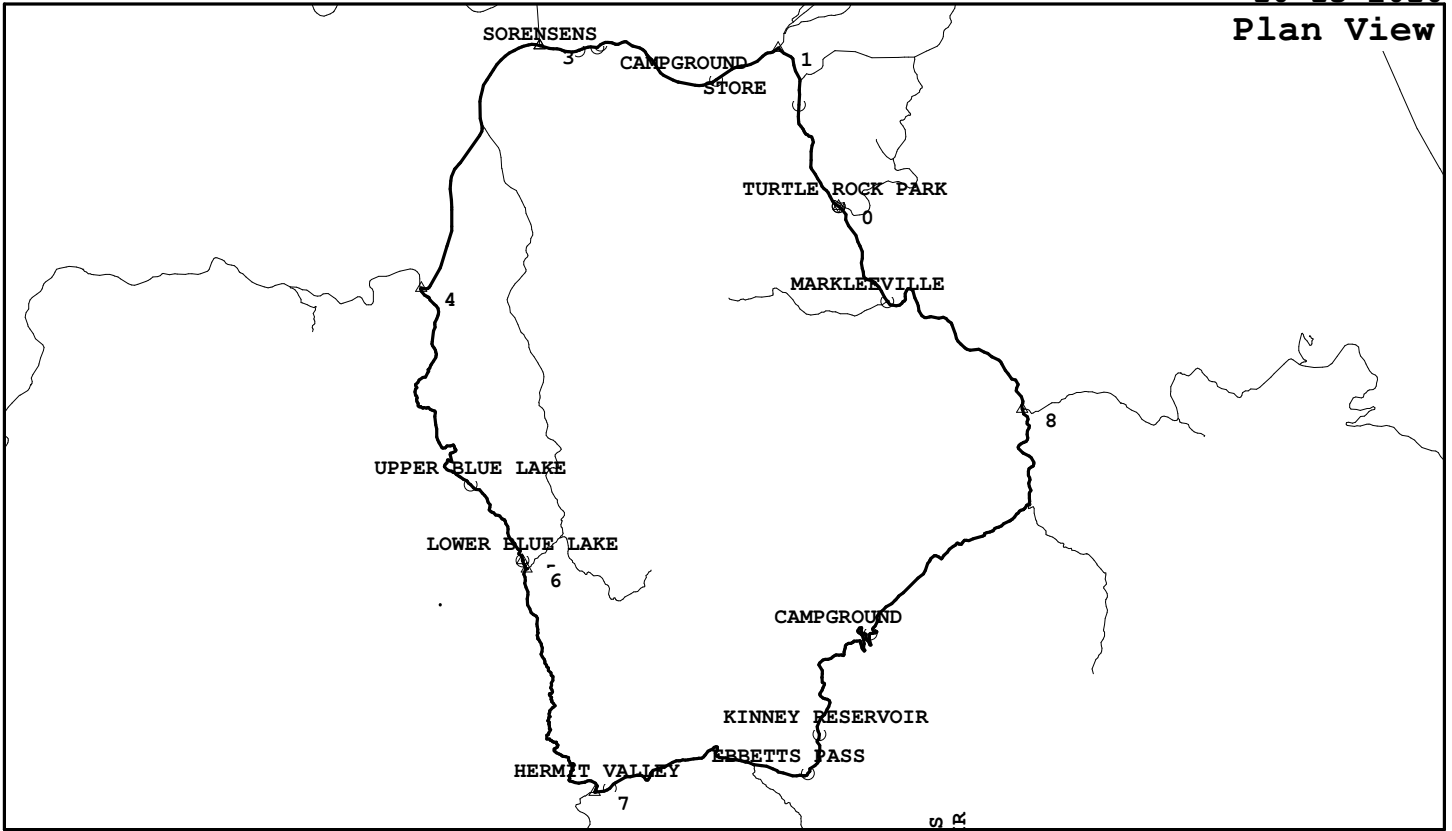 Plan View
SORENSENS
3
CAMPGROUND
1
STORE
TURTLE ROCK PARK
0
MARKLEEVILLE
4
8
UPPER BLUE LAKE
LOWER BLUE LAKE
6
CAMPGROUND
KINNEY RESERVOIR
EBBETTS PASS
HERMIT VALLEY
7